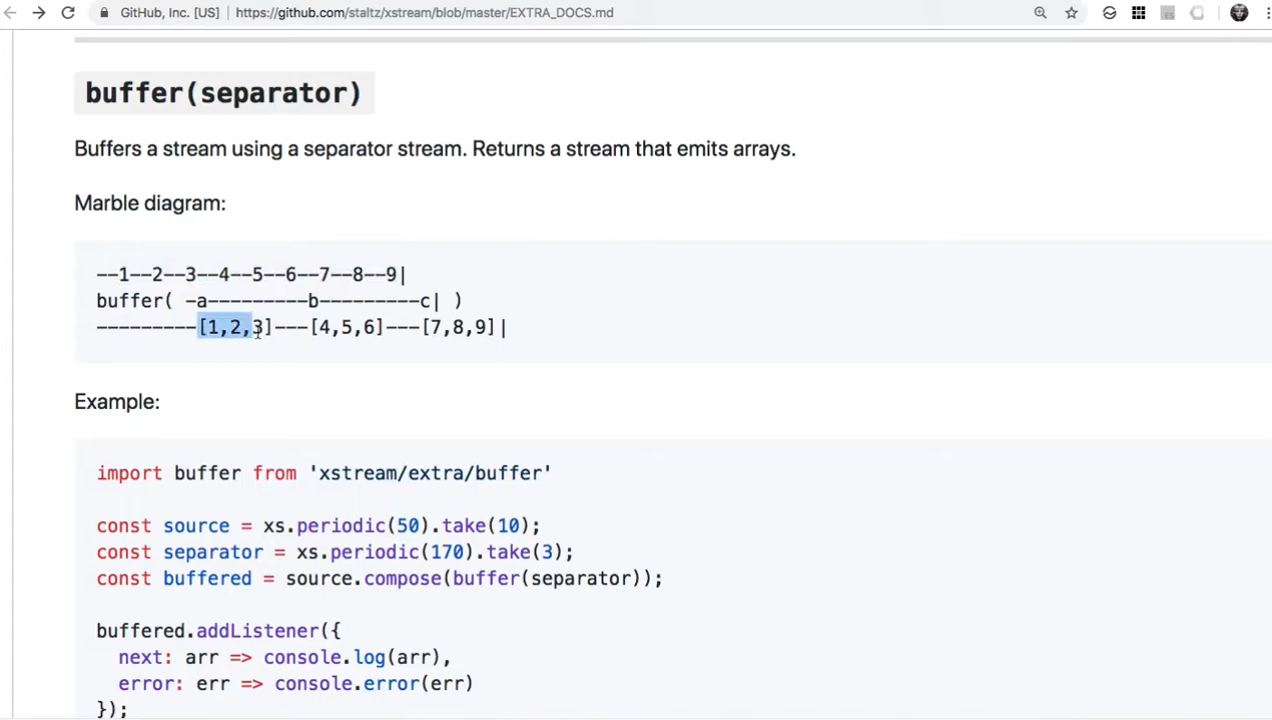 GitHub, Inc. [US] | https://github.com/staltz/xstream/blob/master/EXTRA_DOCS.md
buffer(separator)
Buffers a stream using a separator stream. Returns a stream that emits arrays.
Marble diagram:
--1--2--3--4--5--6--7--8--9|
buffer( -a---------b---------c| )
---------[1,2,3]---[4,5,6]---[7,8,9]|
Example:
import buffer from 'xstream/extra/buffer'
const source = xs.periodic(50).take(10);
const separator = xs.periodic(170).take(3);
const buffered = source.compose(buffer(separator));
buffered.addListener({
  next: arr => console.log(arr),
  error: err => console.error(err)
});